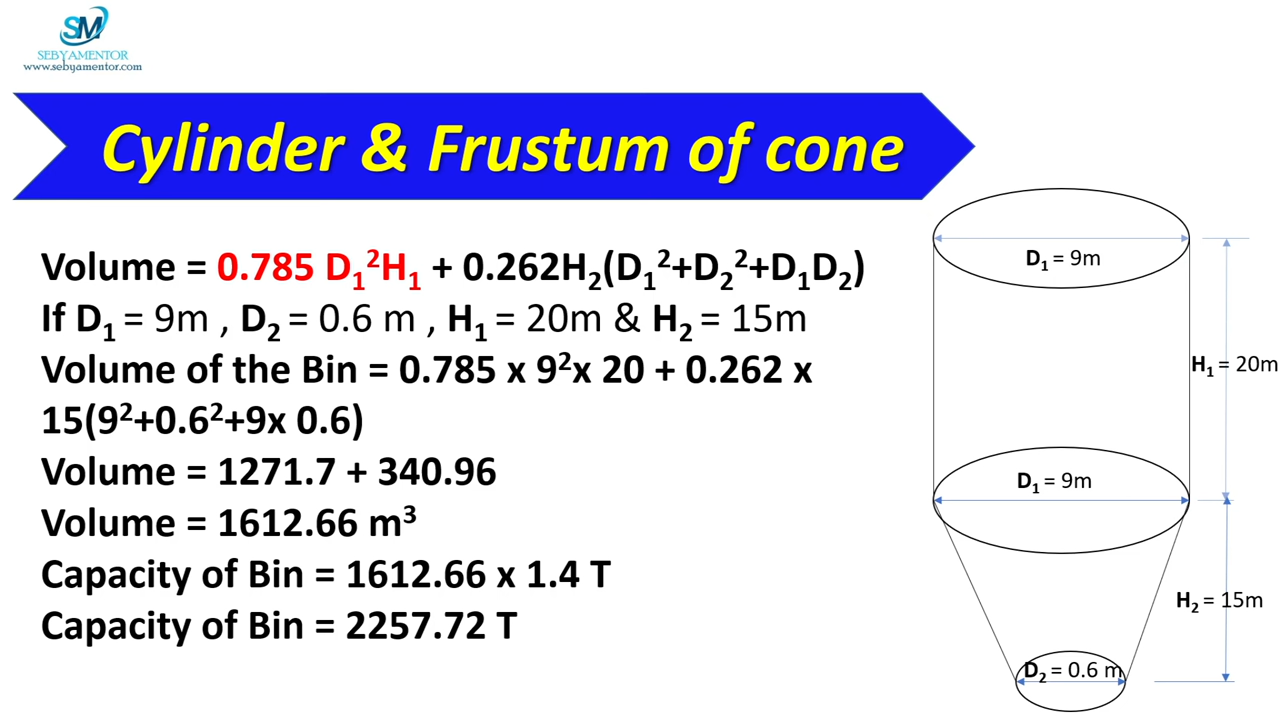 SM
SEBYAMENTOR
www.sebyamentor.com
Cylinder & Frustum of cone
Volume = 0.785 D₁²H₁ + 0.262H₂(D₁²+D₂²+D₁D₂)
If D₁ = 9m , D₂ = 0.6 m , H₁ = 20m & H₂ = 15m
Volume of the Bin = 0.785 x 9²x 20 + 0.262 x
15(9²+0.6²+9x 0.6)
Volume = 1271.7 + 340.96
Volume = 1612.66 m³
Capacity of Bin = 1612.66 x 1.4 T
Capacity of Bin = 2257.72 T
D₁ = 9m
H₁ = 20m
D₁ = 9m
H₂ = 15m
D₂ = 0.6 m